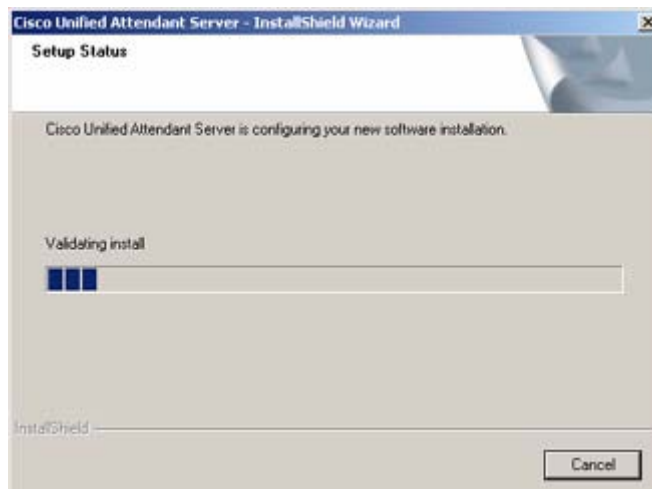 Cisco Unified Attendant Server - InstallShield Wizard
Setup Status
Cisco Unified Attendant Server is configuring your new software installation.
Validating install
InstallShield
Cancel